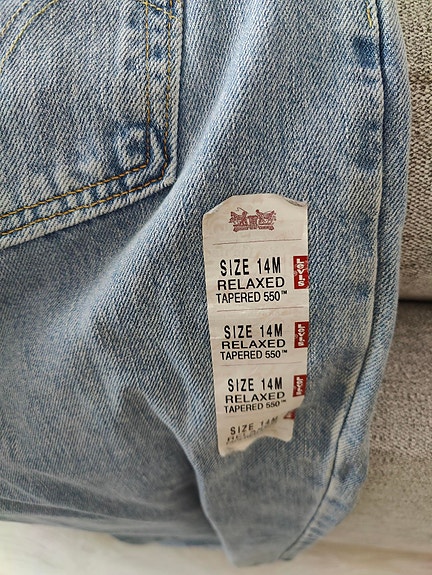 SIZE 14M
RELAXED
TAPERED 550™
LEVI'S
SIZE 14M
RELAXED
TAPERED 550™
LEVI'S
SIZE 14M
RELAXED
TAPERED 550™
LEVI'S
SIZE 14M